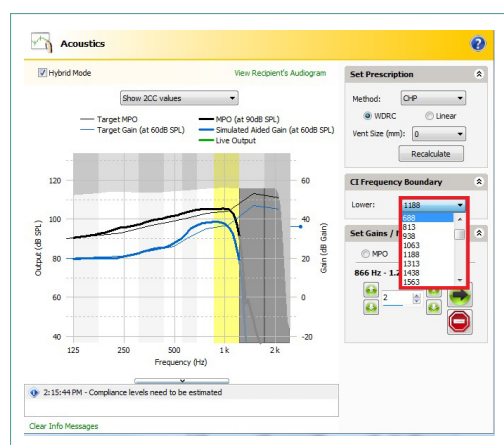 Acoustics
Hybrid Mode
View Recipient's Audiogram
Show 2CC values
Target MPO
MPO (at 90dB SPL)
Target Gain (at 60dB SPL)
Simulated Aided Gain (at 60dB SPL)
Live Output
120
100
80
60
40
Output (dB SPL)
60
40
20
0
-20
Gain (dB Gain)
125
250
500
1 k
2 k
Frequency (Hz)
2:15:44 PM - Compliance levels need to be estimated
Clear Info Messages
Set Prescription
Method:
CHP
WDRC
Linear
Vent Size (mm):
0
Recalculate
CI Frequency Boundary
Lower:
1188
688
813
938
1063
1188
1313
1438
1563
Set Gains /
MPO
866 Hz - 1.2
2